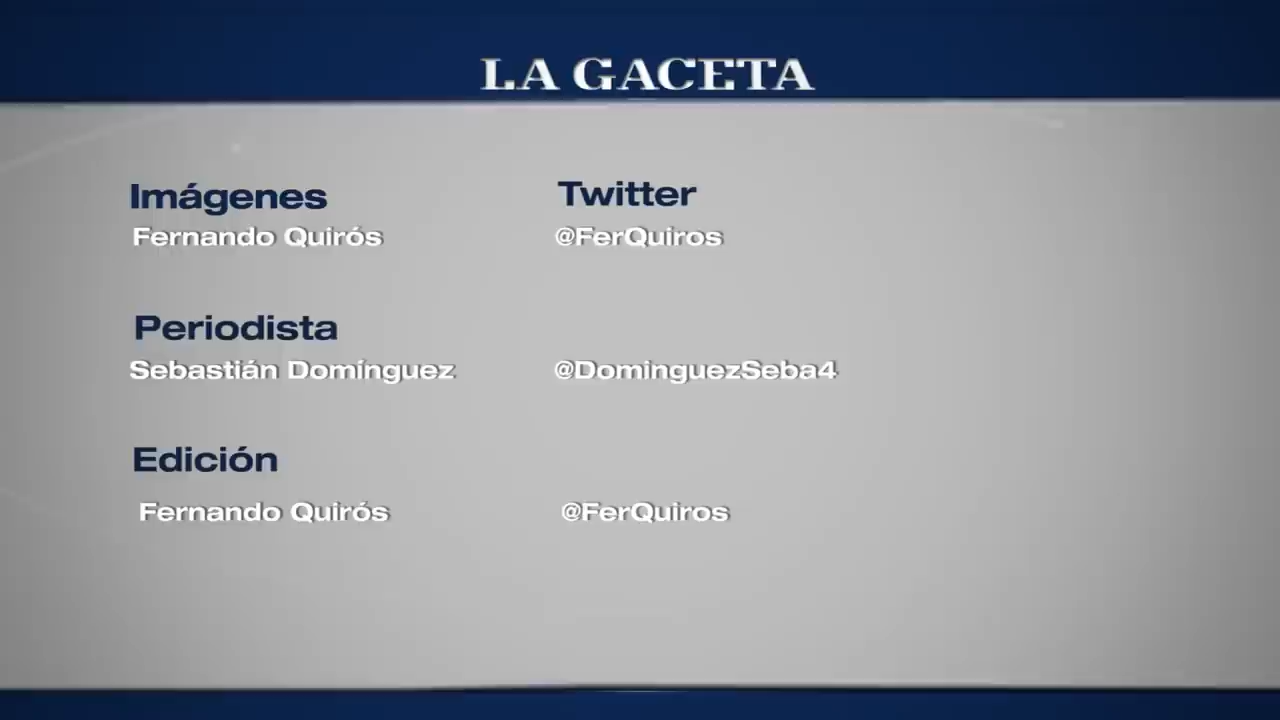 LA GACETA
Imágenes
Twitter
Fernando Quirós
@FerQuiros
Periodista
Sebastián Domínguez
@DominguezSeba4
Edición
Fernando Quirós
@FerQuiros